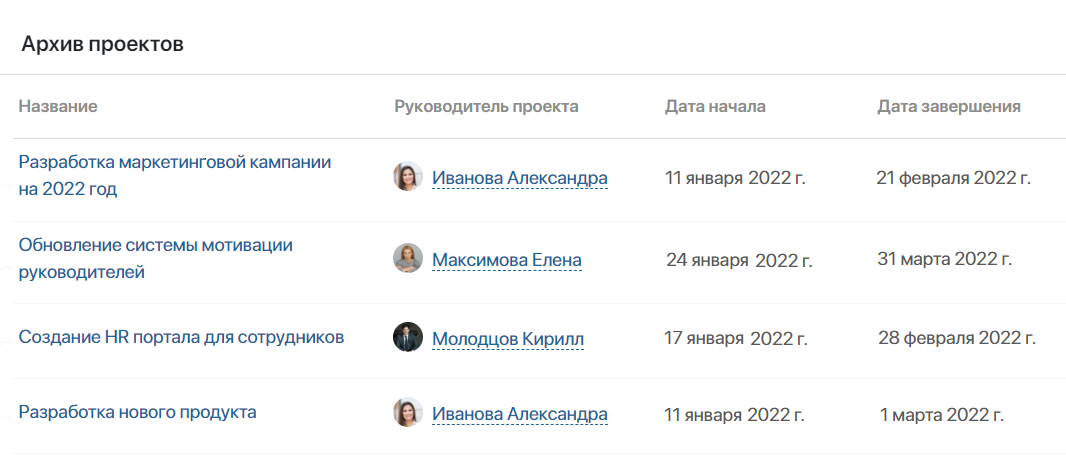 Архив проектов
Название Руководитель проекта Дата начала Дата завершения
Разработка маркетинговой кампании
на 2022 год
Иванова Александра 11 января 2022 г. 21 февраля 2022 г.
Обновление системы мотивации
руководителей
Максимова Елена 24 января 2022 г. 31 марта 2022 г.
Создание HR портала для сотрудников Молодцов Кирилл 17 января 2022 г. 28 февраля 2022 г.
Разработка нового продукта Иванова Александра 11 января 2022 г. 1 марта 2022 г.